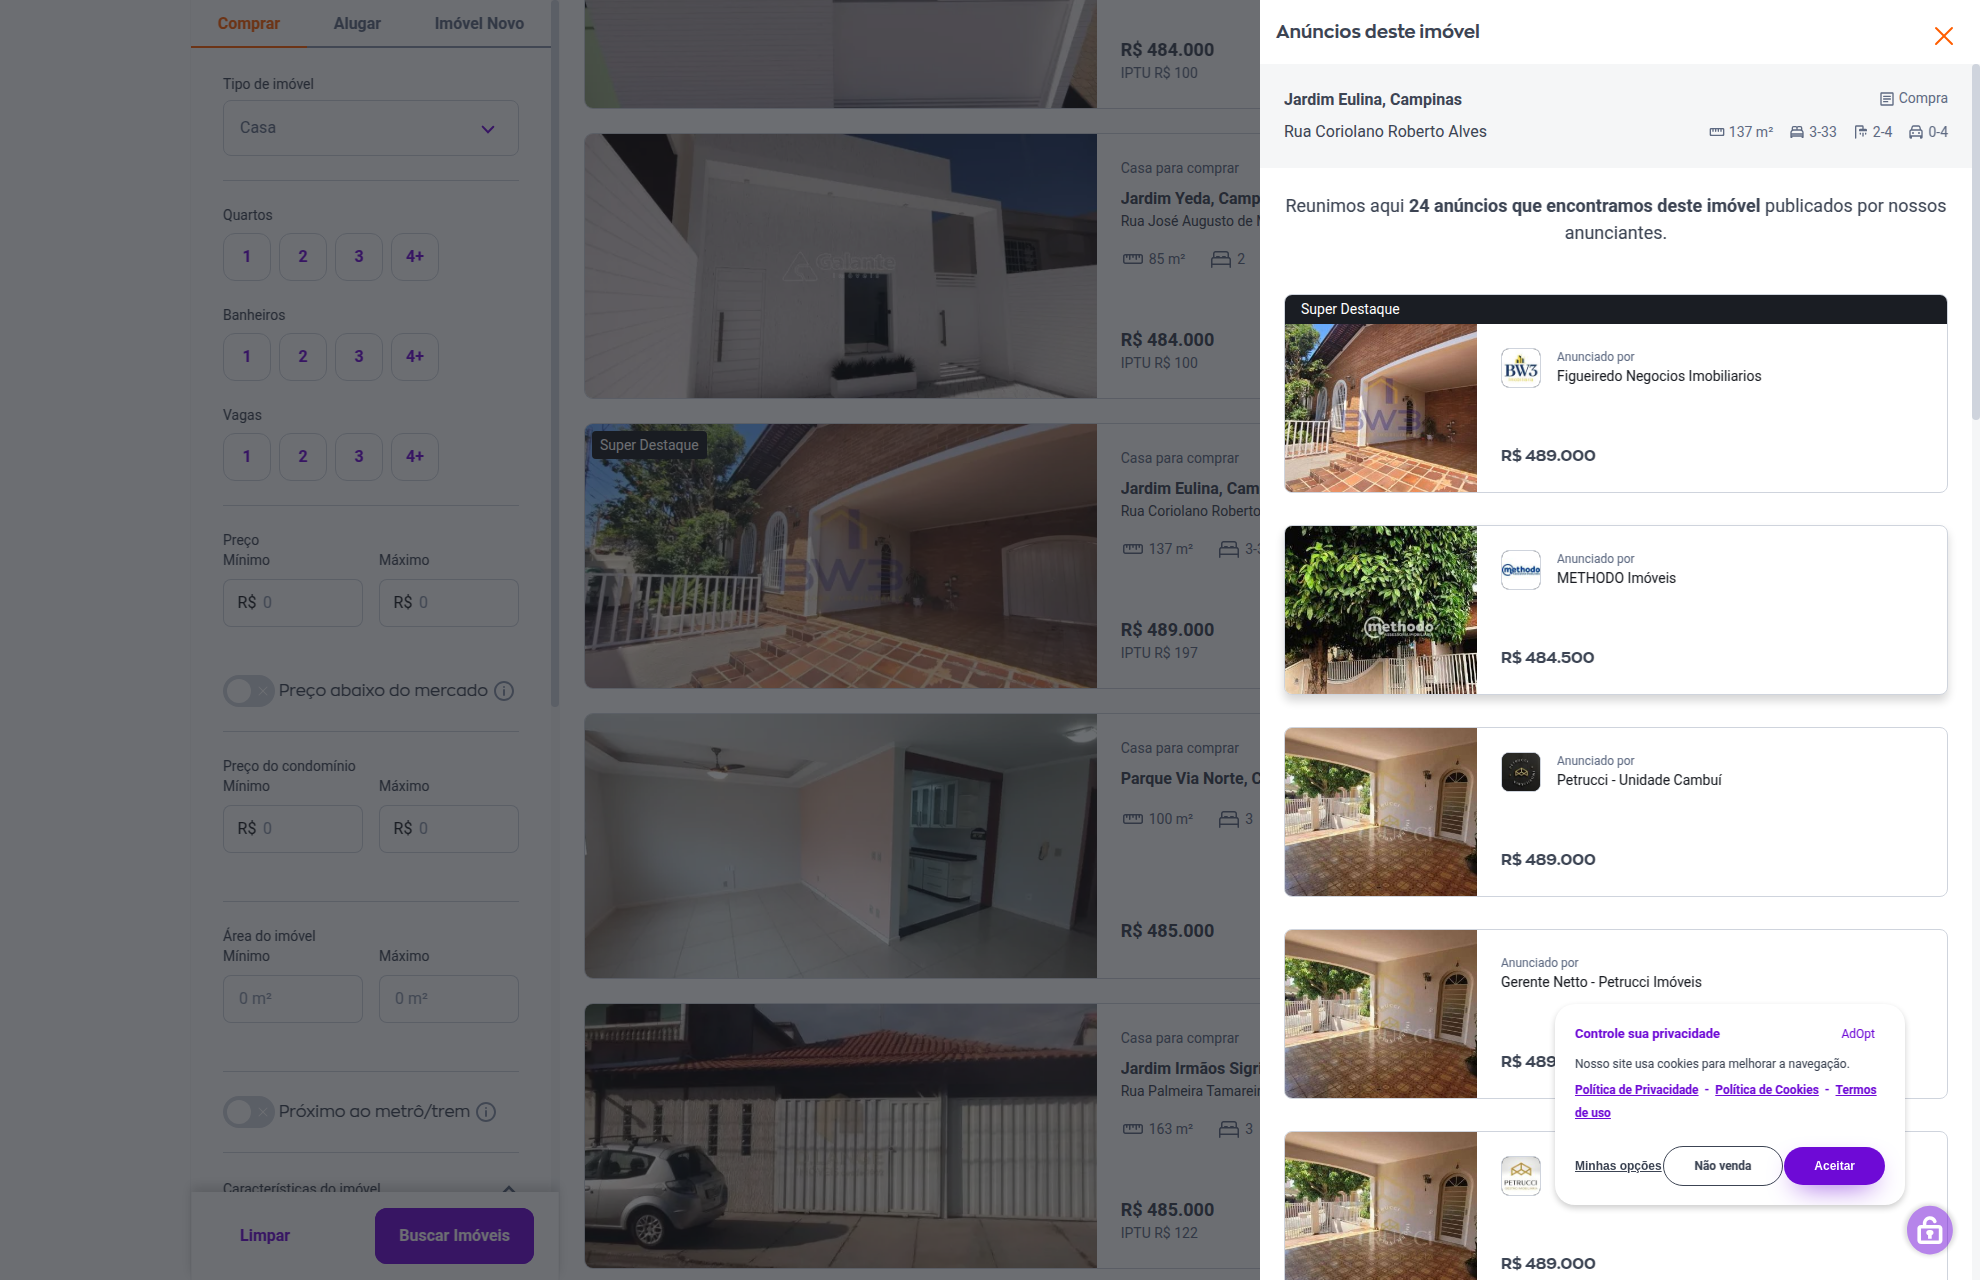 Comprar
Alugar
Imóvel Novo
Tipo de imóvel
Casa
Quartos
1
2
3
4+
Banheiros
1
2
3
4+
Vagas
1
2
3
4+
Preço
Mínimo
Máximo
R$ 0
R$ 0
Preço abaixo do mercado
Preço do condomínio
Mínimo
Máximo
R$ 0
R$ 0
Área do imóvel
Mínimo
Máximo
0 m²
0 m²
Próximo ao metrô/trem
Características do imóvel
Limpar
Buscar Imóveis
R$ 484.000
IPTU R$ 100
Galante
Casa para comprar
Jardim Yeda, Camp
Rua José Augusto de
85 m²
2
R$ 484.000
IPTU R$ 100
Super Destaque
BW3
Casa para comprar
Jardim Eulina, Cam
Rua Coriolano Roberto
137 m²
3-3
R$ 489.000
IPTU R$ 197
Casa para comprar
Parque Via Norte, C
100 m²
3
R$ 485.000
Casa para comprar
Jardim Irmãos Sigri
Rua Palmeira Tamarei
163 m²
3
R$ 485.000
IPTU R$ 122
Anúncios deste imóvel
Jardim Eulina, Campinas
Compra
Rua Coriolano Roberto Alves
137 m²
3-33
2-4
0-4
Reunimos aqui 24 anúncios que encontramos deste imóvel publicados por nossos
anunciantes.
Super Destaque
BW3
BW3
Anunciado por
Figueiredo Negocios Imobiliarios
R$ 489.000
methodo
methodo
Anunciado por
METHODO Imóveis
R$ 484.500
PETRUCCI
Anunciado por
Petrucci - Unidade Cambuí
R$ 489.000
Anunciado por
Gerente Netto - Petrucci Imóveis
R$ 489
PETRUCCI
R$ 489.000
Controle sua privacidade
AdOpt
Nosso site usa cookies para melhorar a navegação.
Política de Privacidade - Política de Cookies - Termos
de uso
Minhas opções
Não venda
Aceitar